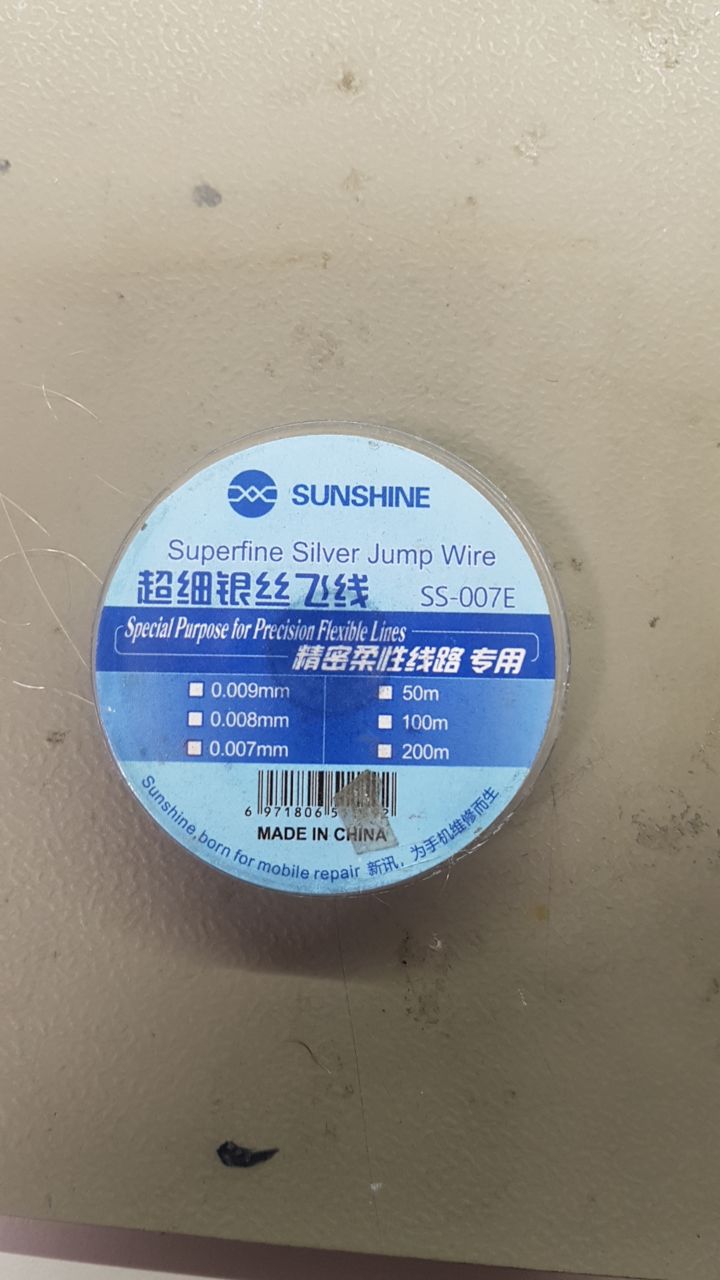 SUNSHINE
Superfine Silver Jump Wire
超细银丝飞线 SS-007E
Special Purpose for Precision Flexible Lines
精密柔性线路 专用
0.009mm 50m
0.008mm 100m
0.007mm 200m
6 971806
MADE IN CHINA
Sunshine,born for mobile repair 新讯，为手机维修而生